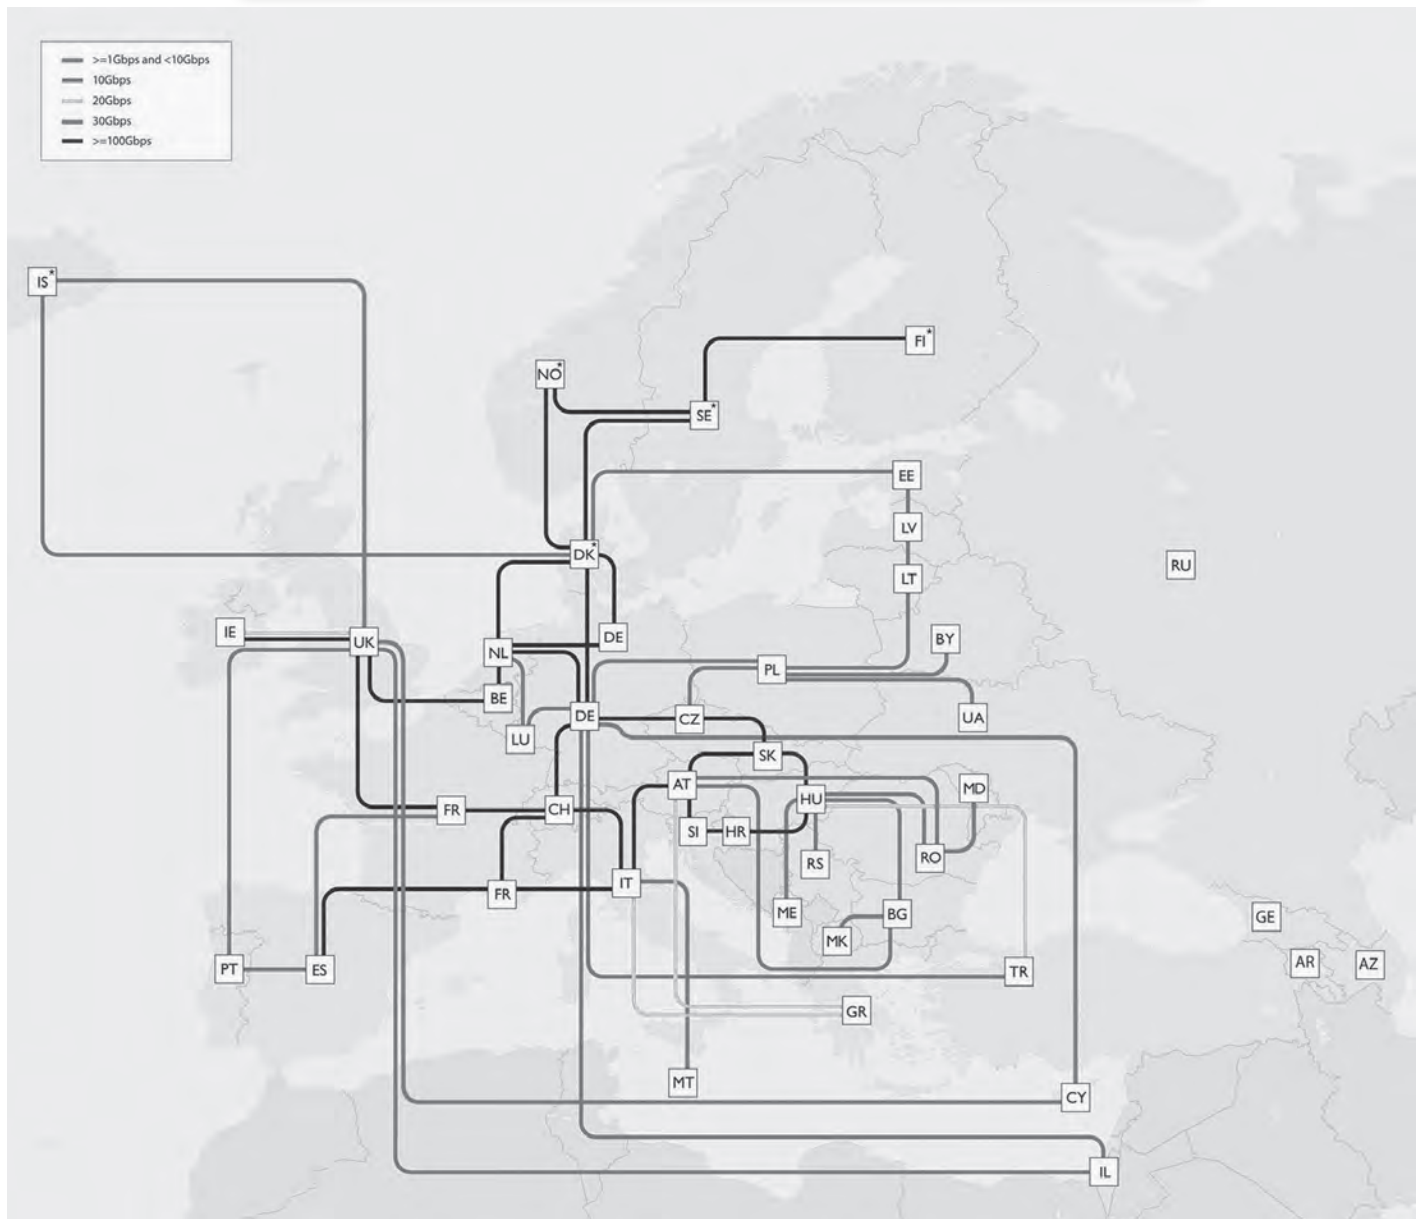 >=1Gbps and <10Gbps
10Gbps
20Gbps
30Gbps
>=100Gbps
IS*
FI*
NO*
SE*
EE
LV
DK*
RU
LT
IE
UK
DE
BY
NL
PL
BE
DE
CZ
UA
LU
SK
AT
MD
HU
FR
CH
SI
HR
RO
RS
IT
FR
ME
BG
GE
MK
PT
ES
TR
AR
AZ
GR
MT
CY
IL